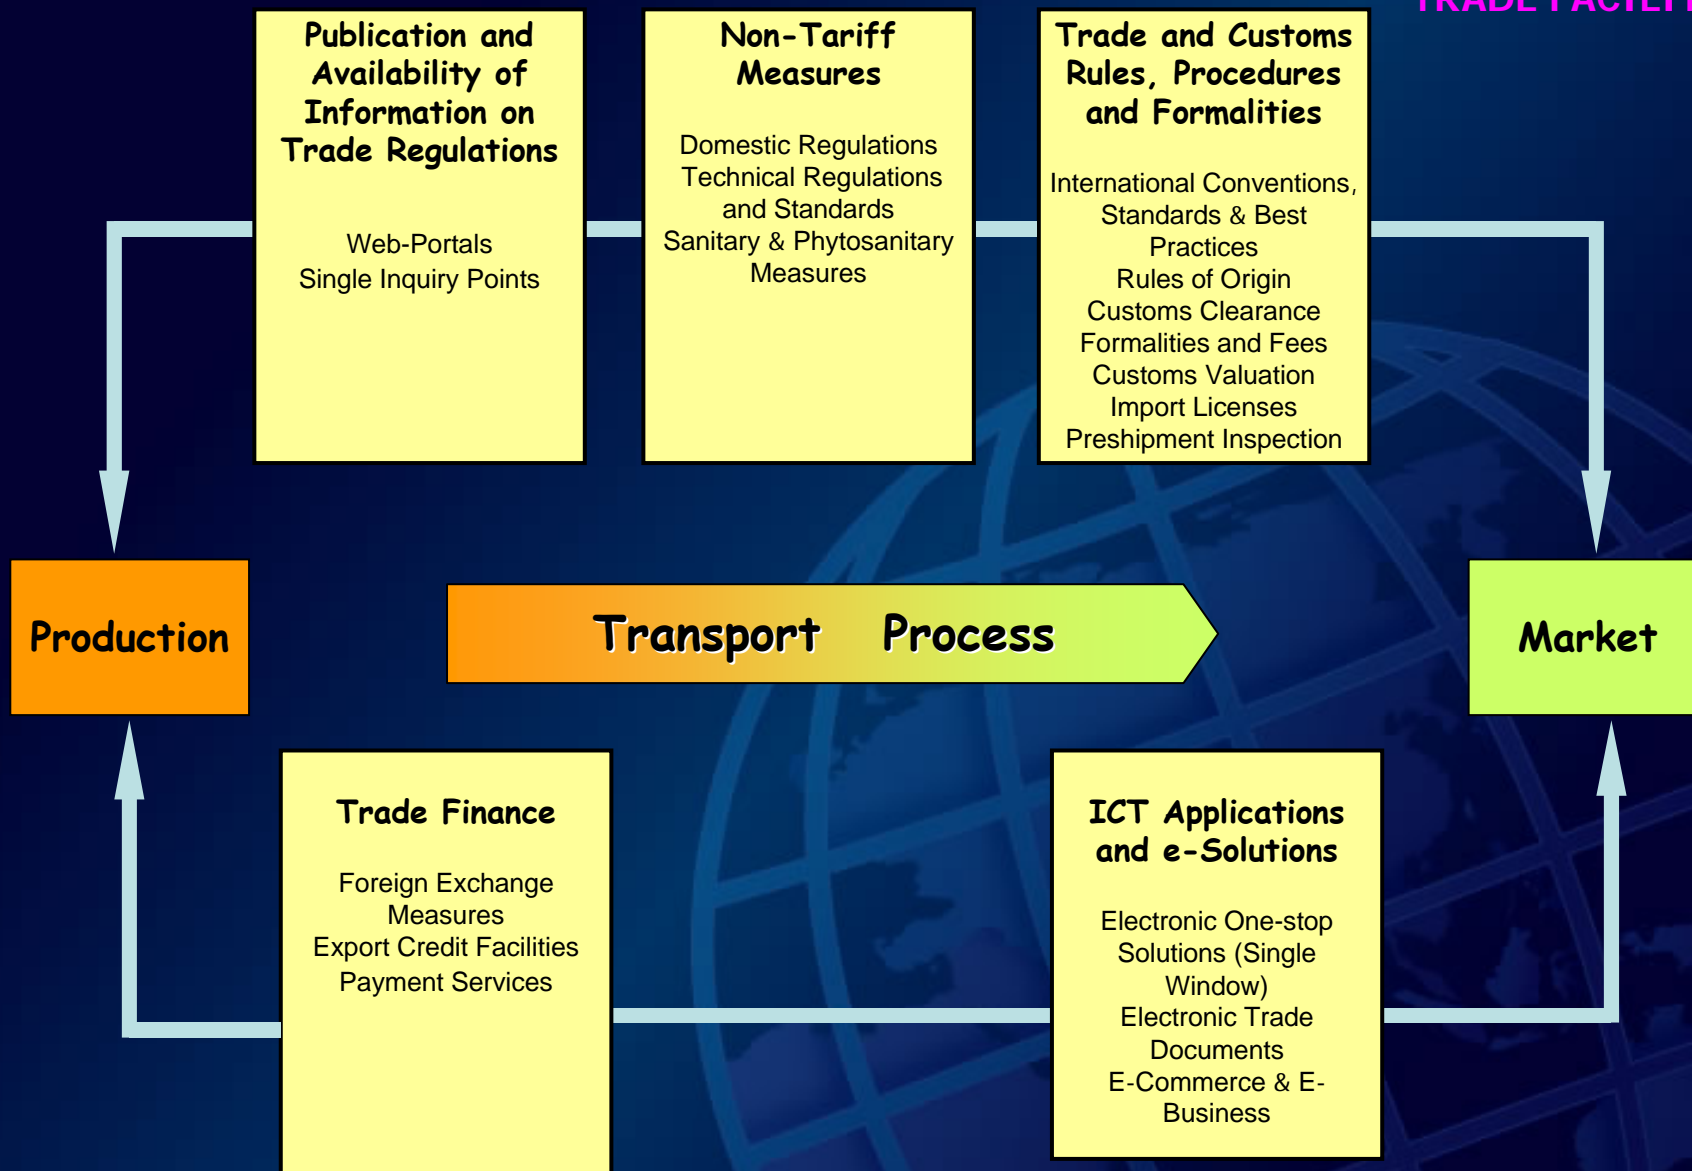 TRADE
Publication and
Availability of
Information on
Trade Regulations
Web-Portals
Single Inquiry Points
Non-Tariff
Measures
Domestic Regulations
Technical Regulations
and Standards
Sanitary & Phytosanitary
Measures
Trade and Customs
Rules, Procedures
and Formalities
International Conventions,
Standards & Best
Practices
Rules of Origin
Customs Clearance
Formalities and Fees
Customs Valuation
Import Licenses
Preshipment Inspection
Production
Transport Process
Market
Trade Finance
Foreign Exchange
Measures
Export Credit Facilities
Payment Services
ICT Applications
and e-Solutions
Electronic One-stop
Solutions (Single
Window)
Electronic Trade
Documents
E-Commerce & E-
Business